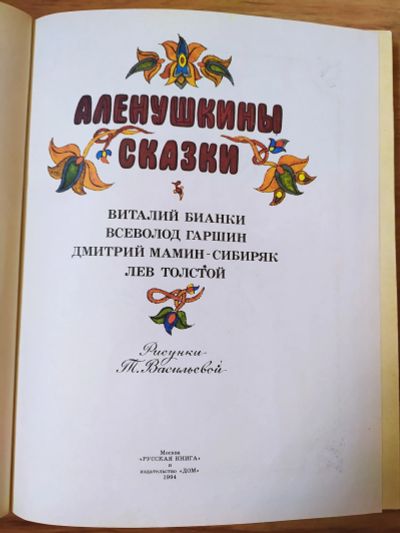 АЛЕНУШКИНЫ
СКАЗКИ
ВИТАЛИЙ БИАНКИ
ВСЕВОЛОД ГАРШИН
ДМИТРИЙ МАМИН-СИБИРЯК
ЛЕВ ТОЛСТОЙ
Рисунки
Т. Васильевой
Москва
«РУССКАЯ КНИГА»
и
издательство «ДОМ»
1994